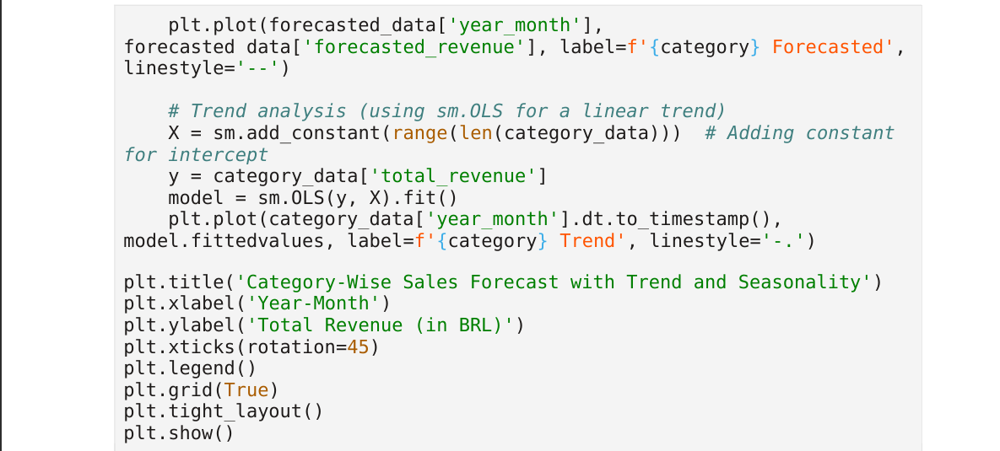 plt.plot(forecasted_data['year_month'],
forecasted_data['forecasted_revenue'], label=f'{category} Forecasted',
linestyle='--')

    # Trend analysis (using sm.OLS for a linear trend)
    X = sm.add_constant(range(len(category_data)))  # Adding constant
for intercept
    y = category_data['total_revenue']
    model = sm.OLS(y, X).fit()
    plt.plot(category_data['year_month'].dt.to_timestamp(),
model.fittedvalues, label=f'{category} Trend', linestyle='-.')

plt.title('Category-Wise Sales Forecast with Trend and Seasonality')
plt.xlabel('Year-Month')
plt.ylabel('Total Revenue (in BRL)')
plt.xticks(rotation=45)
plt.legend()
plt.grid(True)
plt.tight_layout()
plt.show()